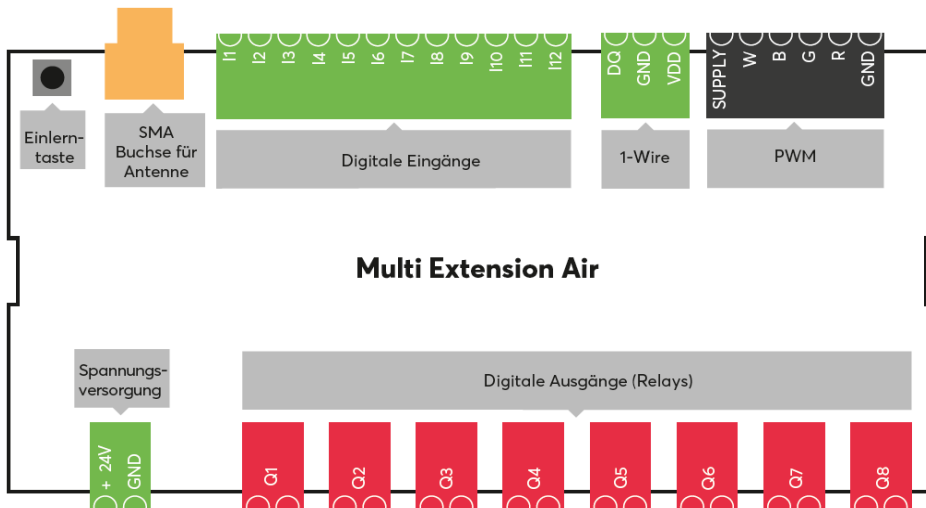 I1 I2 I3 I4 I5 I6 I7 I8 I9 I10 I11 I12
DQ GND VDD
SUPPLY W B G R GND
Einlern-
taste
SMA
Buchse für
Antenne
Digitale Eingänge
1-Wire
PWM
Multi Extension Air
Spannungs-
versorgung
Digitale Ausgänge (Relays)
+ 24V GND
Q1 Q2 Q3 Q4 Q5 Q6 Q7 Q8